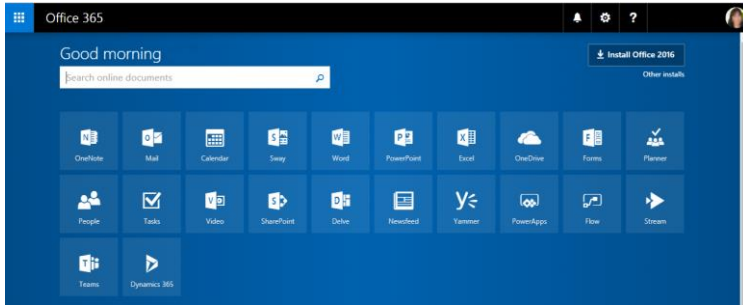 Office 365
?
Good morning
Install Office 2016
Search online documents
Other installs
N
O
S
W
P
X
F
OneNote Mail Calendar Sway Word PowerPoint Excel OneDrive Forms Planner
V
S
D
Y
People Tasks Video SharePoint Delve Newsfeed Yammer PowerApps Flow Stream
T
Teams Dynamics 365